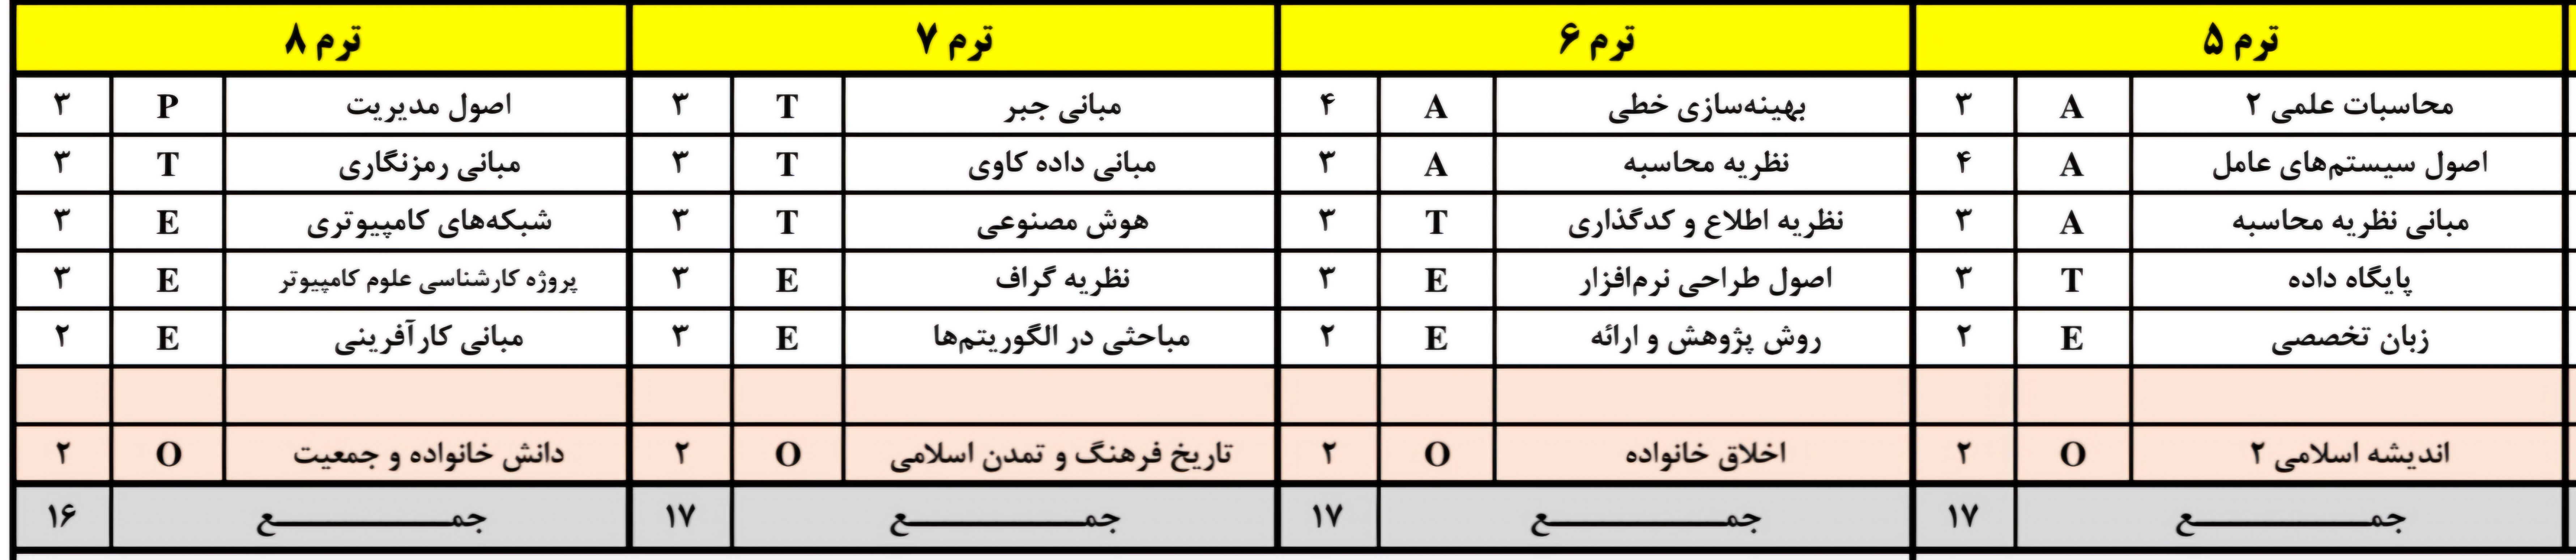 ترم ۵ ترم ۶ ترم ۷ ترم ۸
محاسبات علمی ۲ A ۳ بهینه‌سازی خطی A ۴ مبانی جبر T ۳ اصول مدیریت P ۳
اصول سیستم‌های عامل A ۴ نظریه محاسبه A ۳ مبانی داده کاوی T ۳ مبانی رمزنگاری T ۳
مبانی نظریه محاسبه A ۳ نظریه اطلاع و کدگذاری T ۳ هوش مصنوعی T ۳ شبکه‌های کامپیوتری E ۳
پایگاه داده T ۳ اصول طراحی نرم‌افزار E ۳ نظریه گراف E ۳ پروژه کارشناسی علوم کامپیوتر E ۳
زبان تخصصی E ۲ روش پژوهش و ارائه E ۲ مباحثی در الگوریتم‌ها E ۳ مبانی کارآفرینی E ۲
اندیشه اسلامی ۲ O ۲ اخلاق خانواده O ۲ تاریخ فرهنگ و تمدن اسلامی O ۲ دانش خانواده و جمعیت O ۲
جمـــــــــع ۱۷ جمـــــــــع ۱۷ جمـــــــــع ۱۷ جمـــــــــع ۱۶